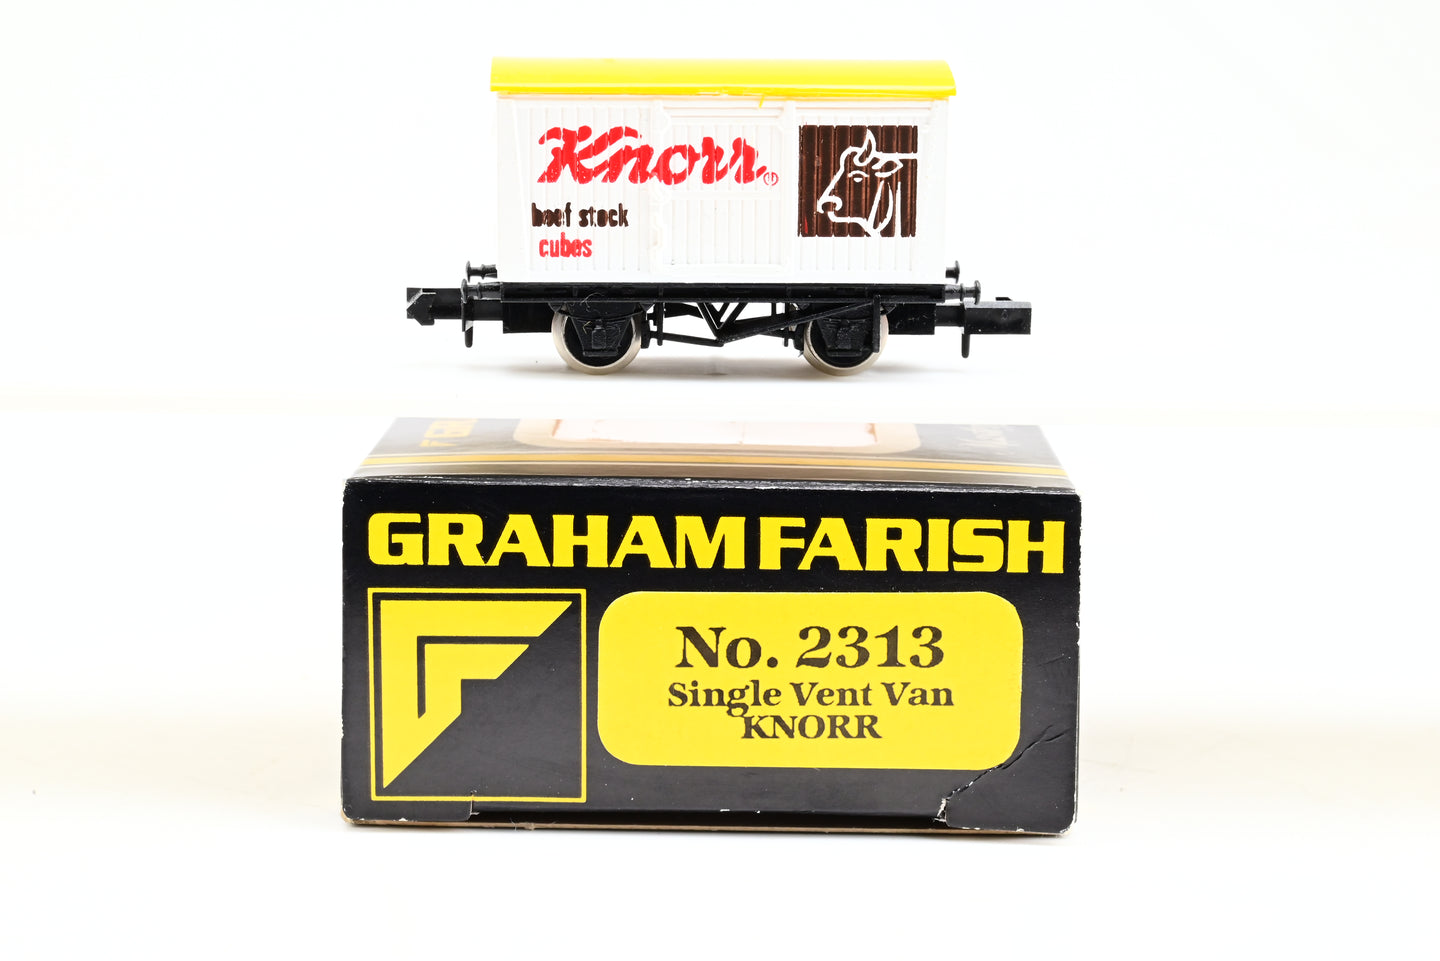 Knorr®
beef stock
cubes
GRAHAM FARISH
No. 2313
Single Vent Van
KNORR